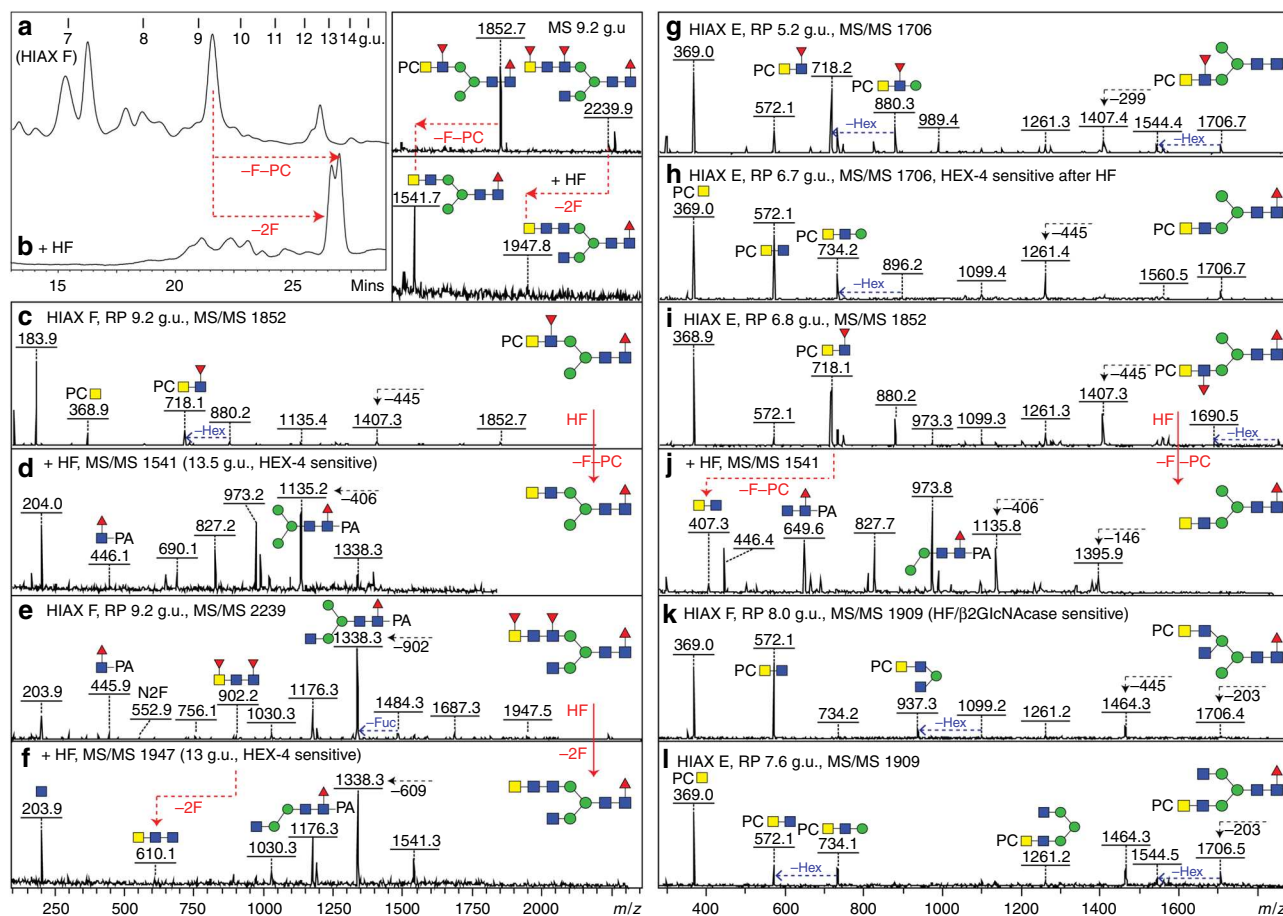 a
7 8 9 10 11 12 13 14 g.u.
(HIAX F)
–F–PC
–2F
b + HF
15 20 25 Mins
MS 9.2 g.u
1852.7
PC
2239.9
–F–PC
+ HF
–2F
1541.7
1947.8
c HIAX F, RP 9.2 g.u., MS/MS 1852
183.9
PC
PC
PC
368.9
718.1
–Hex
880.2
1135.4
–445
1407.3
1852.7
HF
–F–PC
d + HF, MS/MS 1541 (13.5 g.u., HEX-4 sensitive)
204.0
PA
446.1
690.1
827.2
973.2
1135.2
–406
PA
1338.3
e HIAX F, RP 9.2 g.u., MS/MS 2239
203.9
PA
445.9
N2F
552.9
756.1
902.2
1030.3
1176.3
PA
1338.3
–902
–Fuc
1484.3
1687.3
1947.5
HF
–2F
f + HF, MS/MS 1947 (13 g.u., HEX-4 sensitive)
203.9
–2F
610.1
1030.3
PA
1176.3
1338.3
–609
1541.3
250 500 750 1000 1250 1500 1750 2000 m/z
g HIAX E, RP 5.2 g.u., MS/MS 1706
369.0
PC
572.1
718.2
–Hex
PC
880.3
989.4
1261.3
–299
1407.4
1544.4
–Hex
1706.7
PC
h HIAX E, RP 6.7 g.u., MS/MS 1706, HEX-4 sensitive after HF
PC
369.0
572.1
PC
PC
734.2
–Hex
896.2
1099.4
–445
1261.4
1560.5
1706.7
PC
i HIAX E, RP 6.8 g.u., MS/MS 1852
368.9
572.1
PC
718.1
880.2
973.3
1099.3
1261.3
–445
1407.3
HF
1690.5
–Hex
PC
–F–PC
j + HF, MS/MS 1541
–F–PC
407.3
446.4
PA
649.6
827.7
973.8
PA
–406
1135.8
–146
1395.9
k HIAX F, RP 8.0 g.u., MS/MS 1909 (HF/β2GlcNAcase sensitive)
369.0
572.1
PC
734.2
PC
937.3
–Hex
1099.2
1261.2
–445
1464.3
–203
1706.4
PC
l HIAX E, RP 7.6 g.u., MS/MS 1909
PC
369.0
PC
572.1
–Hex
PC
734.1
PC
1261.2
1464.3
1544.5
–Hex
–203
1706.5
PC
400 600 800 1000 1200 1400 1600 m/z